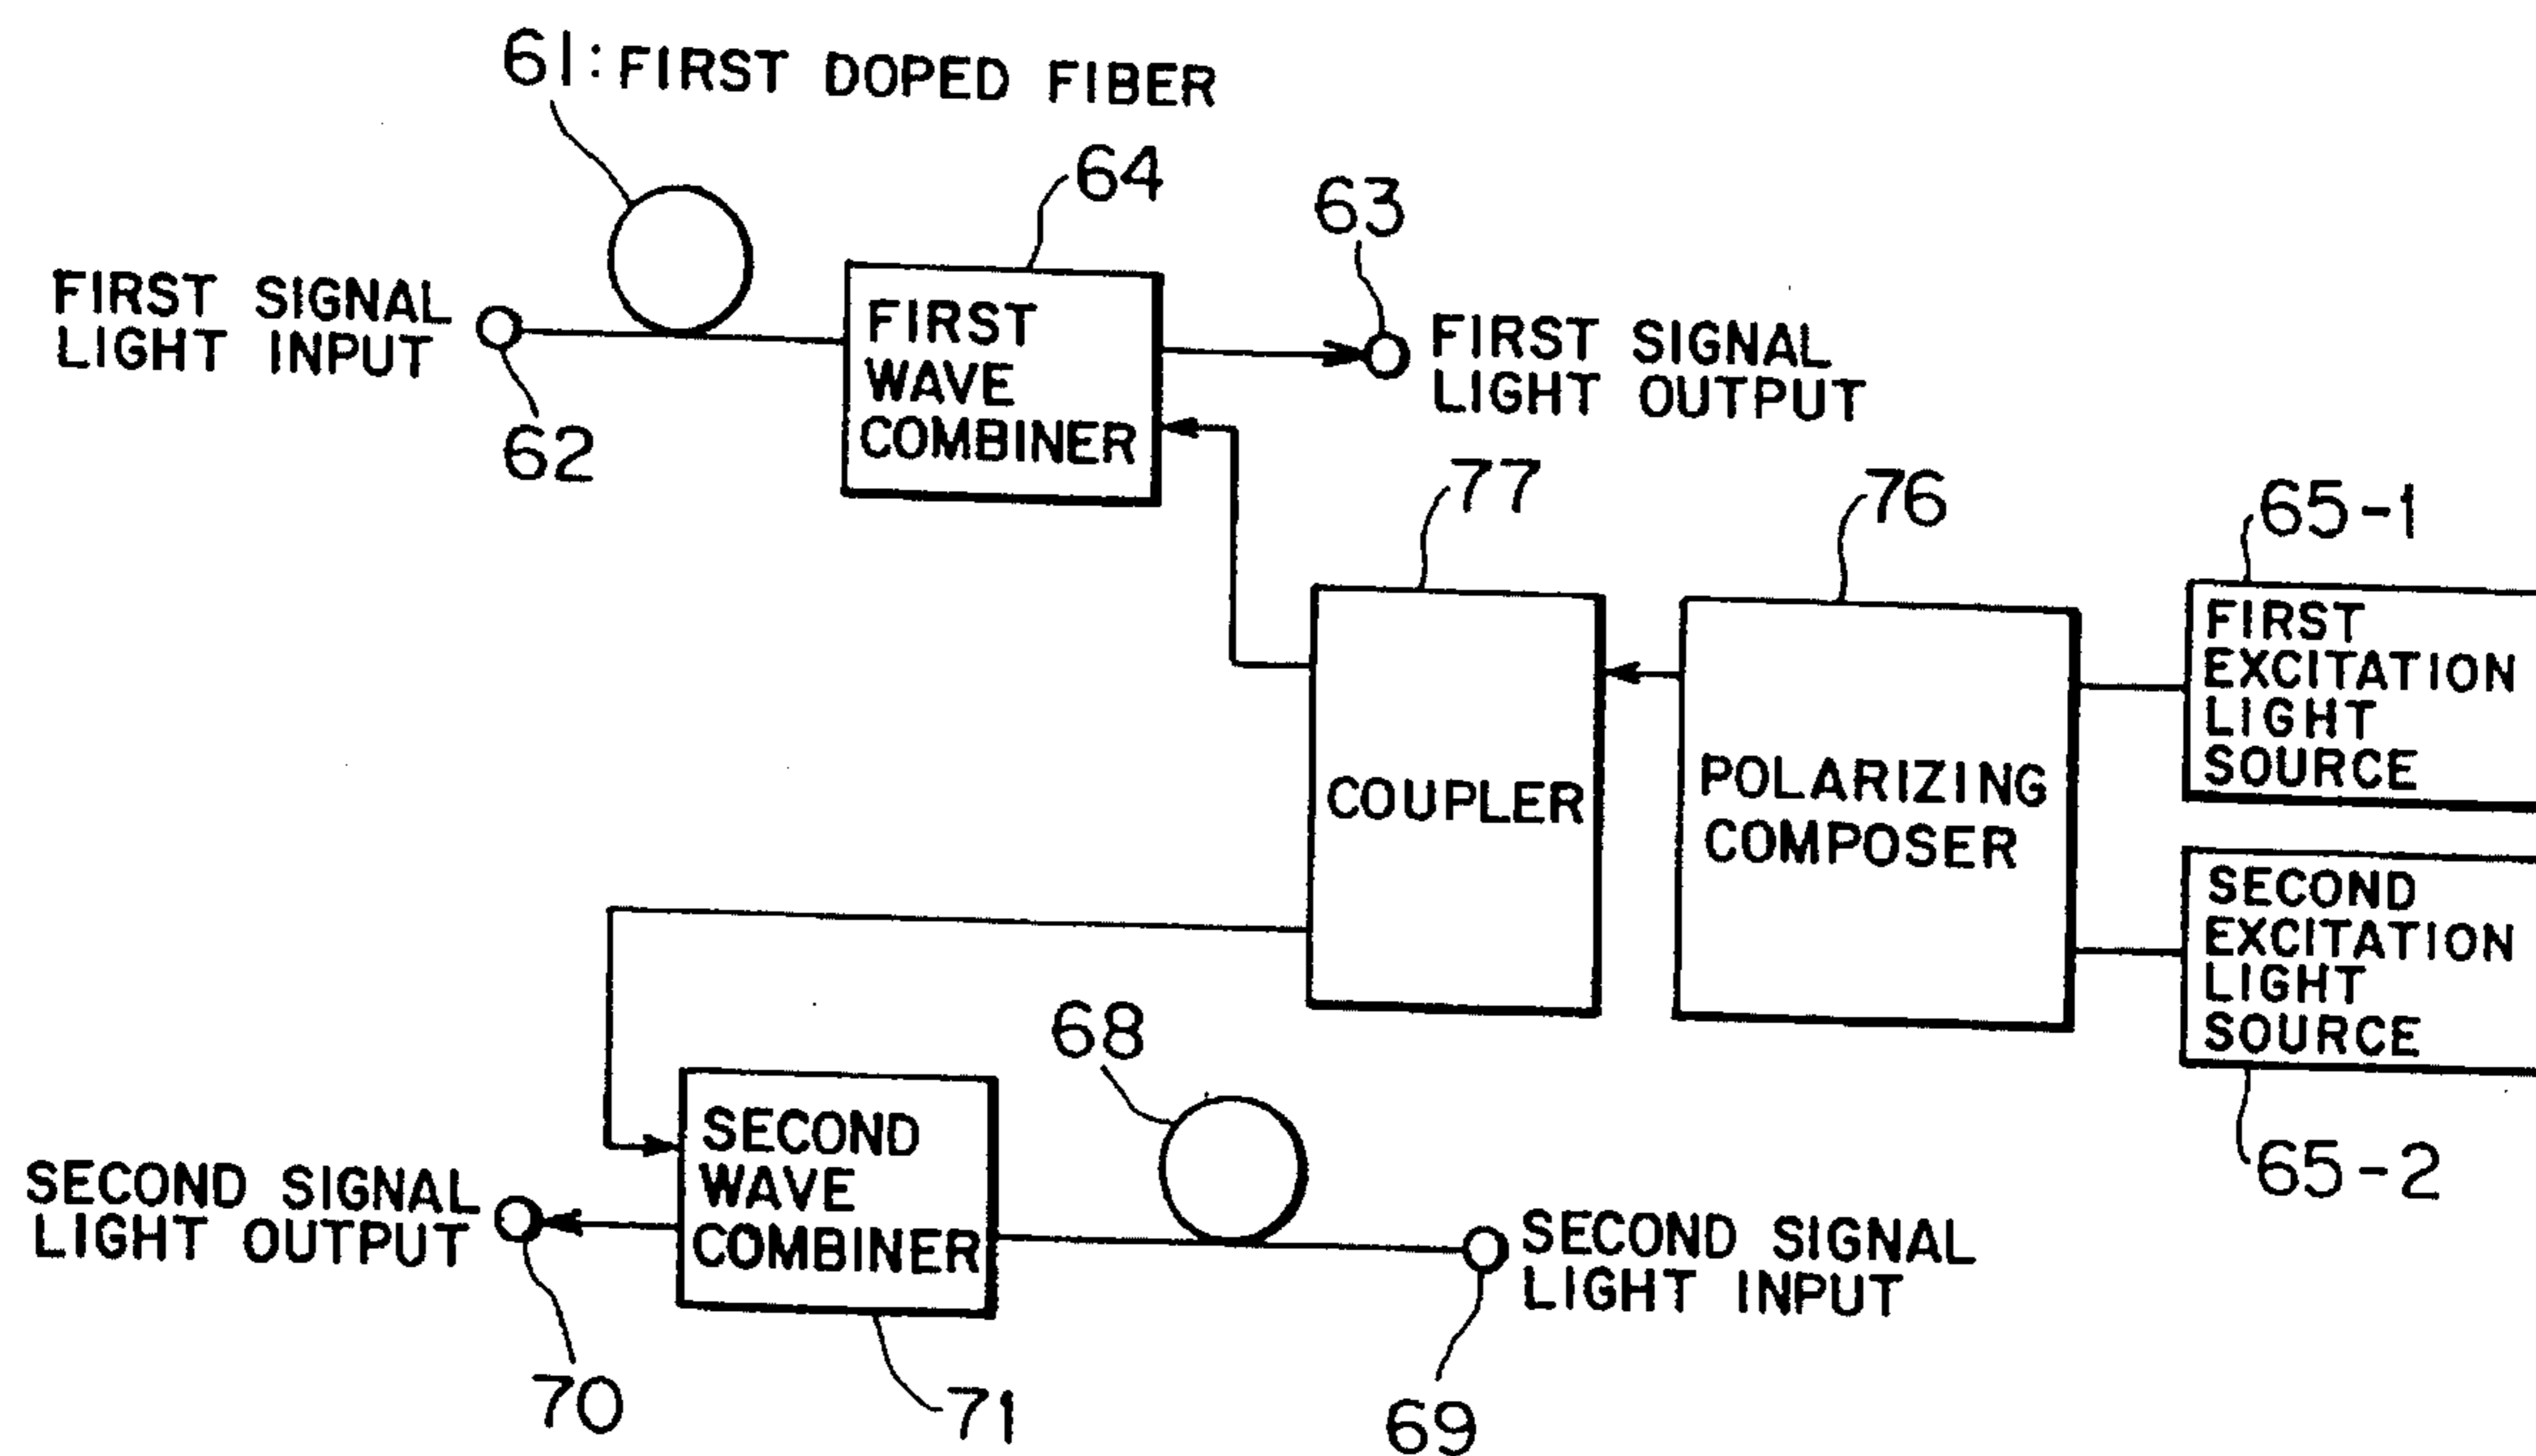 61: FIRST DOPED FIBER
64
63
FIRST SIGNAL
LIGHT INPUT
62
FIRST
WAVE
COMBINER
FIRST SIGNAL
LIGHT OUTPUT
77
76
65-1
FIRST
EXCITATION
LIGHT
SOURCE
COUPLER
POLARIZING
COMPOSER
SECOND
EXCITATION
LIGHT
SOURCE
65-2
68
SECOND
WAVE
COMBINER
SECOND SIGNAL
LIGHT OUTPUT
SECOND SIGNAL
LIGHT INPUT
70
71
69